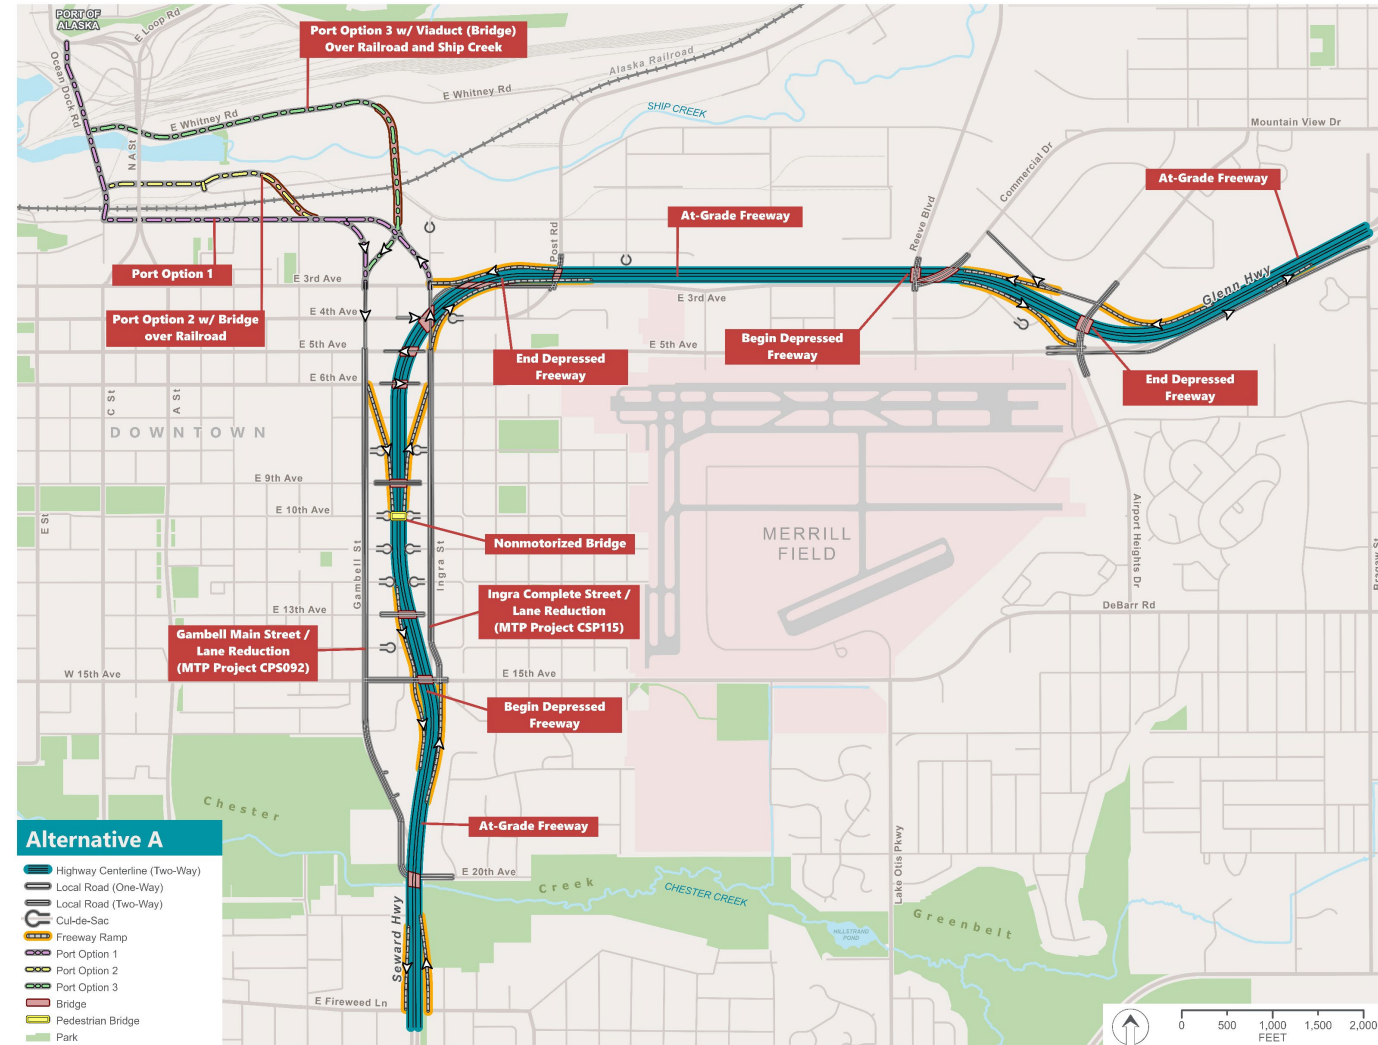 PORT OF
ALASKA
E Loop Rd
Ocean Dock Rd
Port Option 3 w/ Viaduct (Bridge)
Over Railroad and Ship Creek
Alaska Railroad
E Whitney Rd
E Whitney Rd
SHIP CREEK
N A St
Mountain View Dr
Commercial Dr
At-Grade Freeway
At-Grade Freeway
Reeve Blvd
Post Rd
Port Option 1
E 3rd Ave
E 3rd Ave
Glenn Hwy
Port Option 2 w/ Bridge
over Railroad
E 4th Ave
E 5th Ave
E 5th Ave
Begin Depressed
Freeway
End Depressed
Freeway
End Depressed
Freeway
E 6th Ave
C St
A St
DOWNTOWN
E 9th Ave
E 10th Ave
E St
Nonmotorized Bridge
MERRILL
FIELD
Airport Heights Dr
Bragaw St
Gambell St
Ingra St
Ingra Complete Street /
Lane Reduction
(MTP Project CSP115)
E 13th Ave
DeBarr Rd
Gambell Main Street /
Lane Reduction
(MTP Project CPS092)
W 15th Ave
E 15th Ave
Begin Depressed
Freeway
Chester
At-Grade Freeway
Lake Otis Pkwy
E 20th Ave
Creek
CHESTER CREEK
Greenbelt
HILLSTRAND
POND
Seward Hwy
E Fireweed Ln
Alternative A
Highway Centerline (Two-Way)
Local Road (One-Way)
Local Road (Two-Way)
Cul-de-Sac
Freeway Ramp
Port Option 1
Port Option 2
Port Option 3
Bridge
Pedestrian Bridge
Park
0 500 1,000 1,500 2,000
FEET